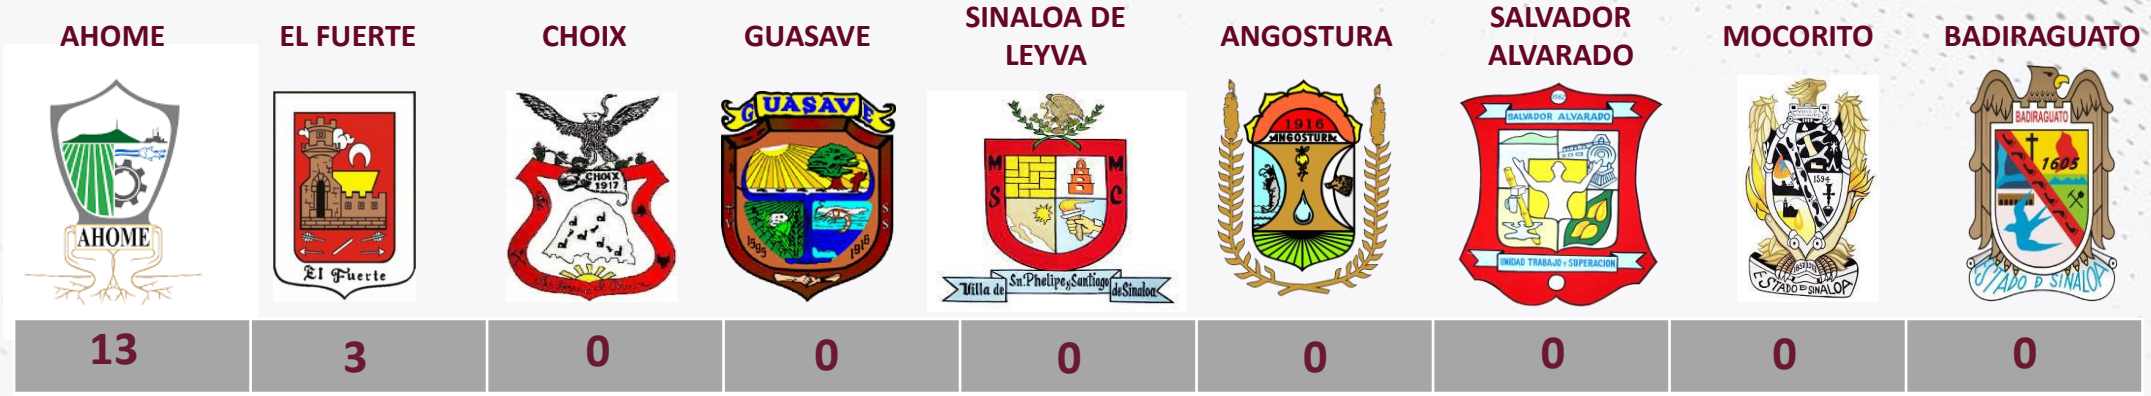 AHOME
EL FUERTE
CHOIX
GUASAVE
SINALOA DE
LEYVA
ANGOSTURA
SALVADOR
ALVARADO
MOCORITO
BADIRAGUATO
AHOME
El Fuerte
CHOIX
1917
GUASAVE
1595
1916
M M
S C
Villa de Sn. Phelipe y Santiago de Sinaloa
1916
ANGOSTURA
1962
SALVADOR ALVARADO
UNIDAD TRABAJO Y SUPERACION
1594
ESTADO D SINALOA
BADIRAGUATO
1605
ESTADO D SINALOA
13
3
0
0
0
0
0
0
0